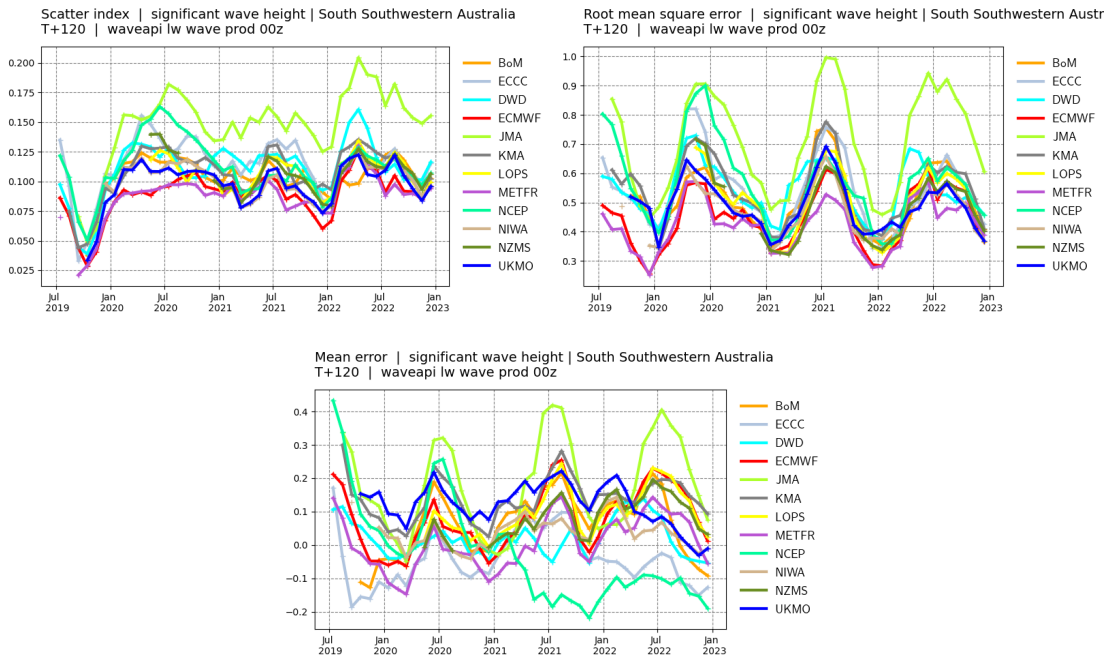 Scatter index | significant wave height | South Southwestern Australia
T+120 | waveapi lw wave prod 00z
0.200
0.175
0.150
0.125
0.100
0.075
0.050
0.025
Jul 2019
Jan 2020
Jul 2020
Jan 2021
Jul 2021
Jan 2022
Jul 2022
Jan 2023
BoM
ECCC
DWD
ECMWF
JMA
KMA
LOPS
METFR
NCEP
NIWA
NZMS
UKMO
Root mean square error | significant wave height | South Southwestern Austr
T+120 | waveapi lw wave prod 00z
1.0
0.9
0.8
0.7
0.6
0.5
0.4
0.3
Jul 2019
Jan 2020
Jul 2020
Jan 2021
Jul 2021
Jan 2022
Jul 2022
Jan 2023
BoM
ECCC
DWD
ECMWF
JMA
KMA
LOPS
METFR
NCEP
NIWA
NZMS
UKMO
Mean error | significant wave height | South Southwestern Australia
T+120 | waveapi lw wave prod 00z
0.4
0.3
0.2
0.1
0.0
−0.1
−0.2
Jul 2019
Jan 2020
Jul 2020
Jan 2021
Jul 2021
Jan 2022
Jul 2022
Jan 2023
BoM
ECCC
DWD
ECMWF
JMA
KMA
LOPS
METFR
NCEP
NIWA
NZMS
UKMO